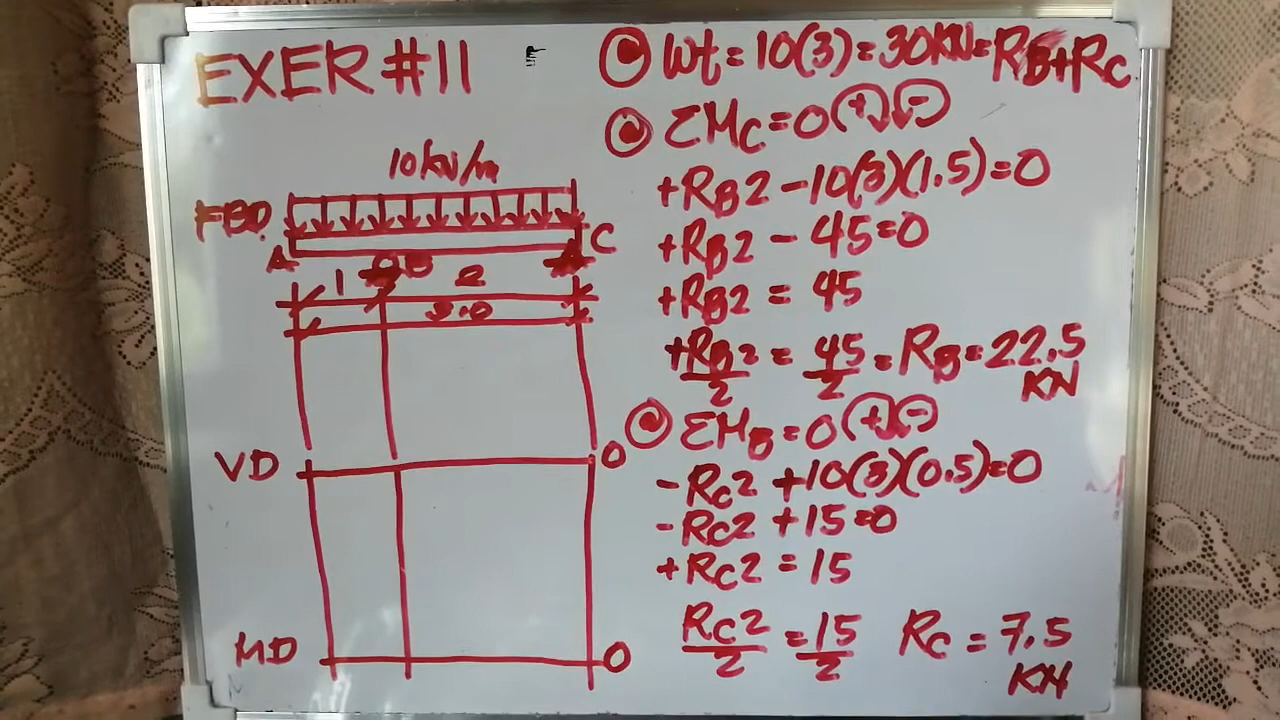 EXER #11
10 kN/m
FBD
A
B
C
1
2
3.0
VD
0
MD
0
Wt = 10(3) = 30KN = RB+RC
ΣMC = 0 (+) (-)
+RB2 - 10(3)(1.5) = 0
+RB2 - 45 = 0
+RB2 = 45
+RB2/2 = 45/2 = RB = 22.5 KN
ΣMB = 0 (+) (-)
-RC2 + 10(3)(0.5) = 0
-RC2 + 15 = 0
+RC2 = 15
RC2/2 = 15/2 RC = 7.5 KN